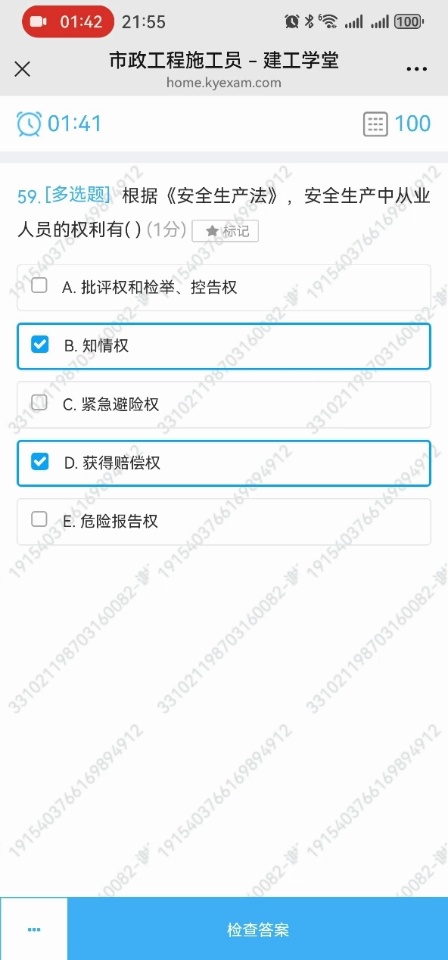 01:42 21:55 100
市政工程施工员 – 建工学堂
home.kyexam.com
01:41 100
59.[多选题] 根据《安全生产法》，安全生产中从业
人员的权利有( ) (1分) 标记
A. 批评权和检举、控告权
B. 知情权
C. 紧急避险权
D. 获得赔偿权
E. 危险报告权
检查答案